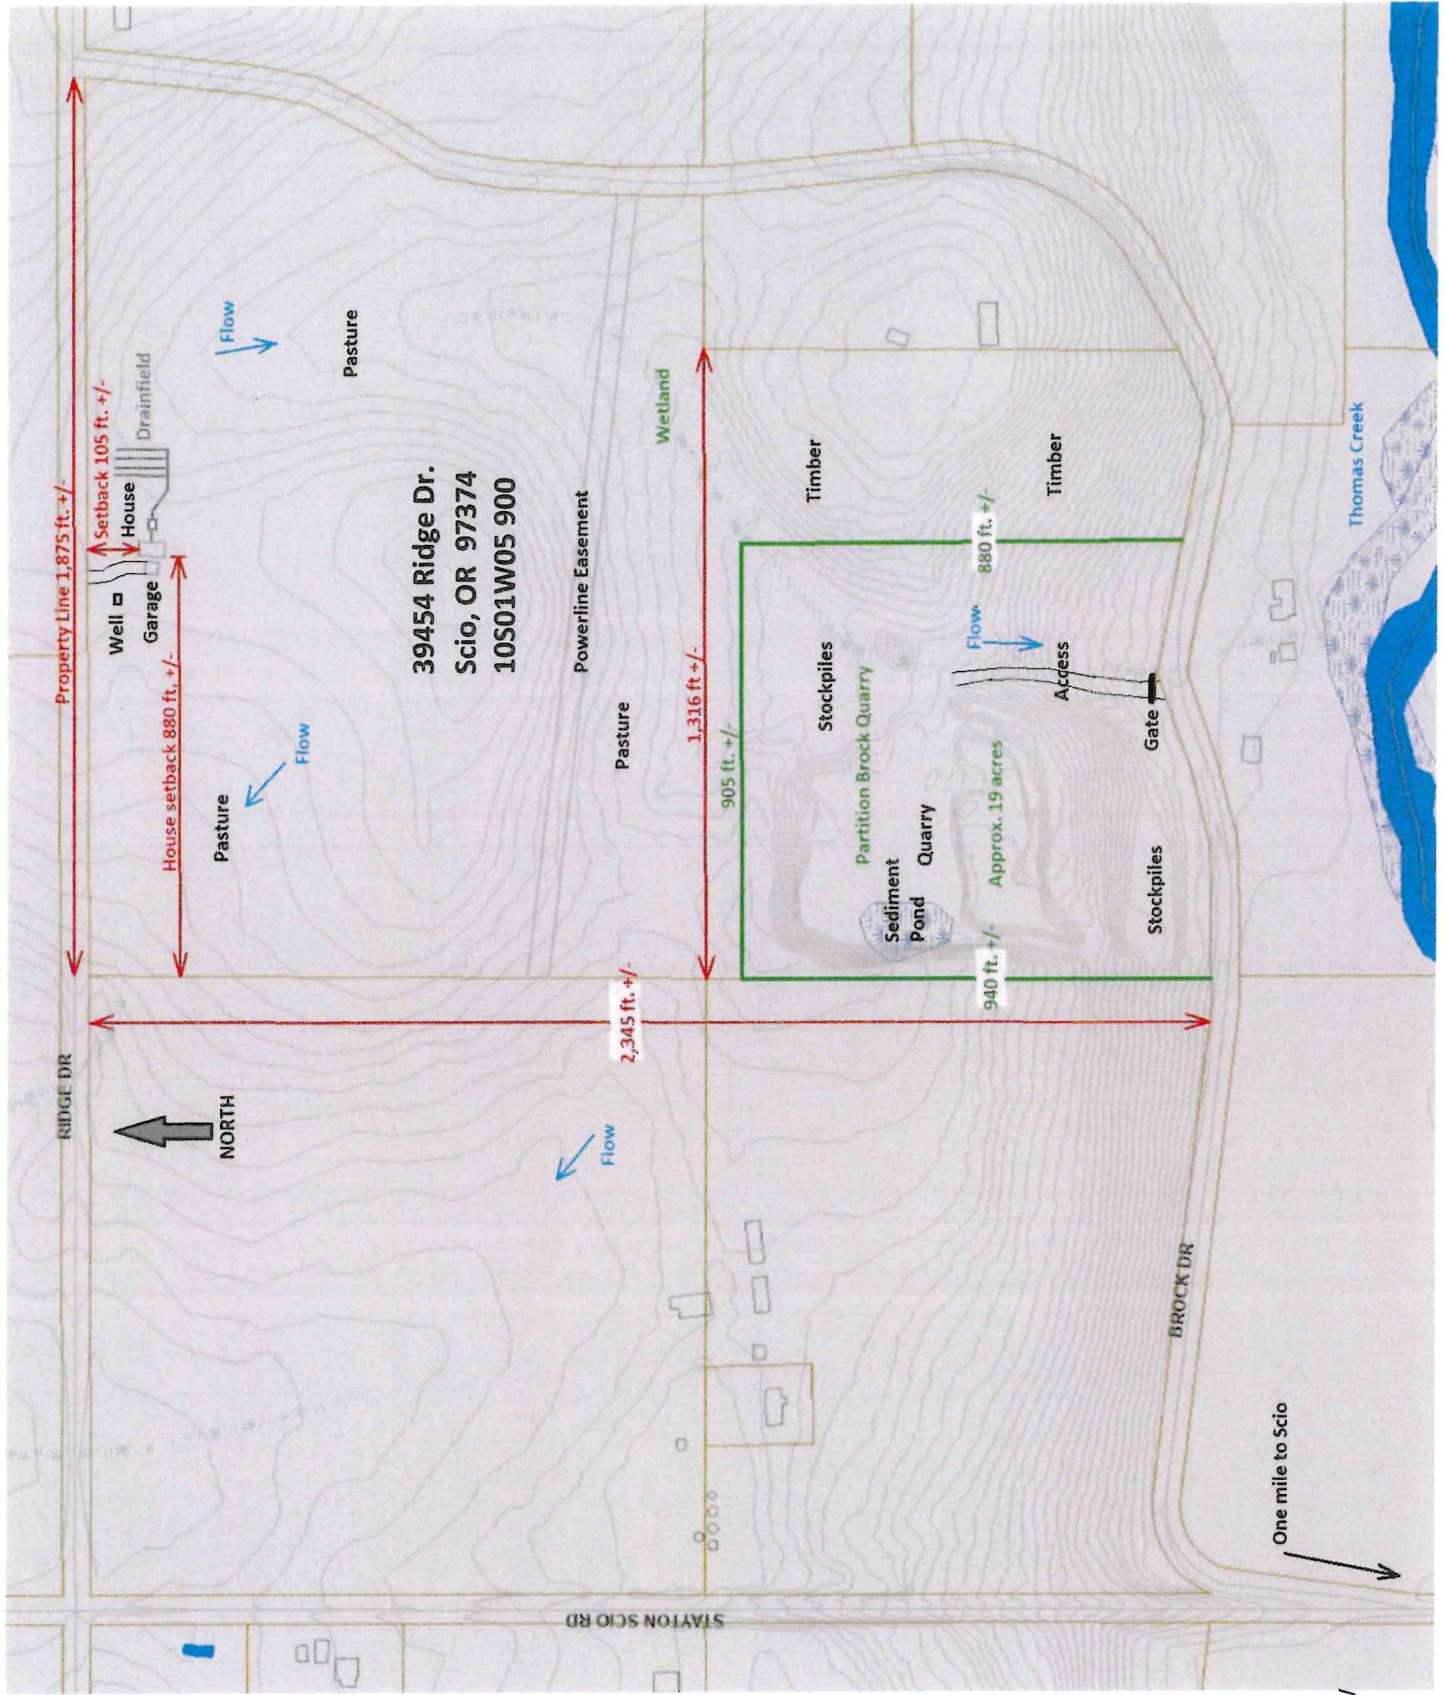 RIDGE DR
Property Line 1,875 ft. +/-
Setback 105 ft. +/-
House
Well
Garage
Drainfield
House setback 880 ft. +/-
NORTH
Flow
Pasture
Flow
Pasture
39454 Ridge Dr.
Scio, OR 97374
10S01W05 900
Powerline Easement
Flow
Pasture
Wetland
2,345 ft. +/-
1,316 ft +/-
905 ft. +/-
STAYTON SCIO RD
Stockpiles
Timber
Partition Brock Quarry
Sediment
Pond
Quarry
Flow
940 ft. +/-
Approx. 19 acres
880 ft. +/-
Access
Timber
Stockpiles
Gate
BROCK DR
One mile to Scio
Thomas Creek